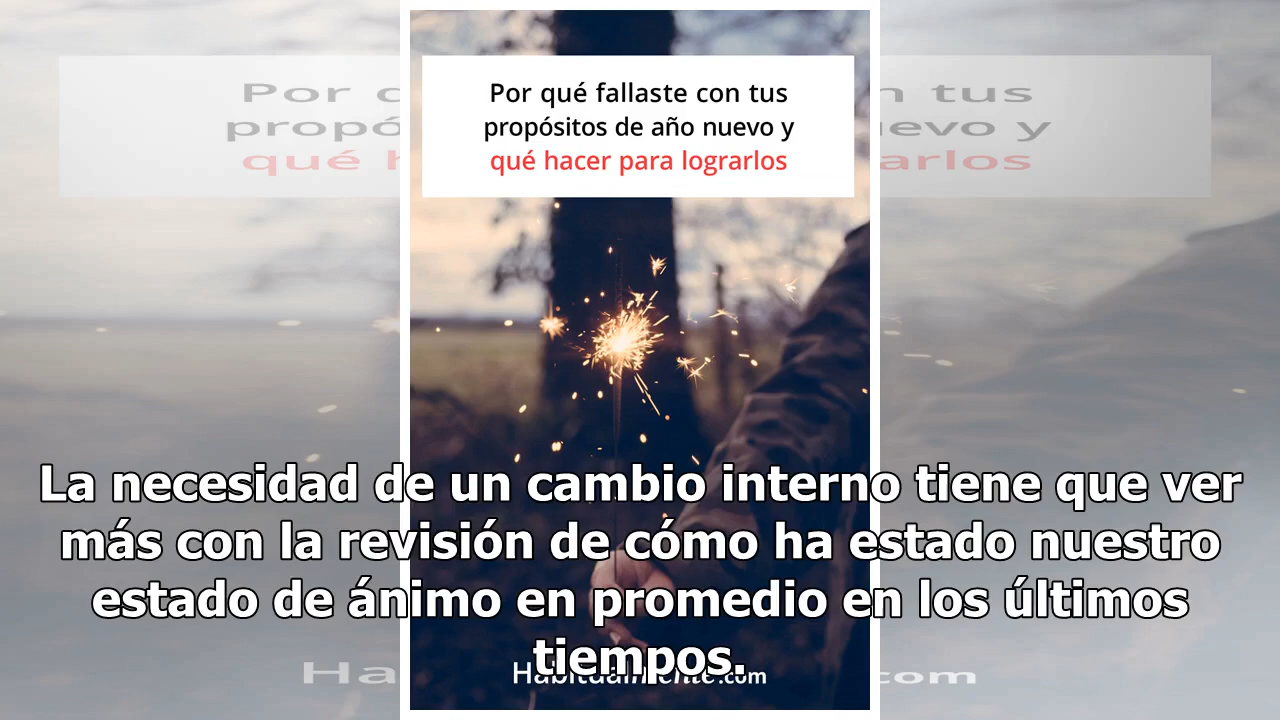 Por qué fallaste con tus
propósitos de año nuevo y
qué hacer para lograrlos
La necesidad de un cambio interno tiene que ver
más con la revisión de cómo ha estado nuestro
estado de ánimo en promedio en los últimos
tiempos.
Habitualmente.com